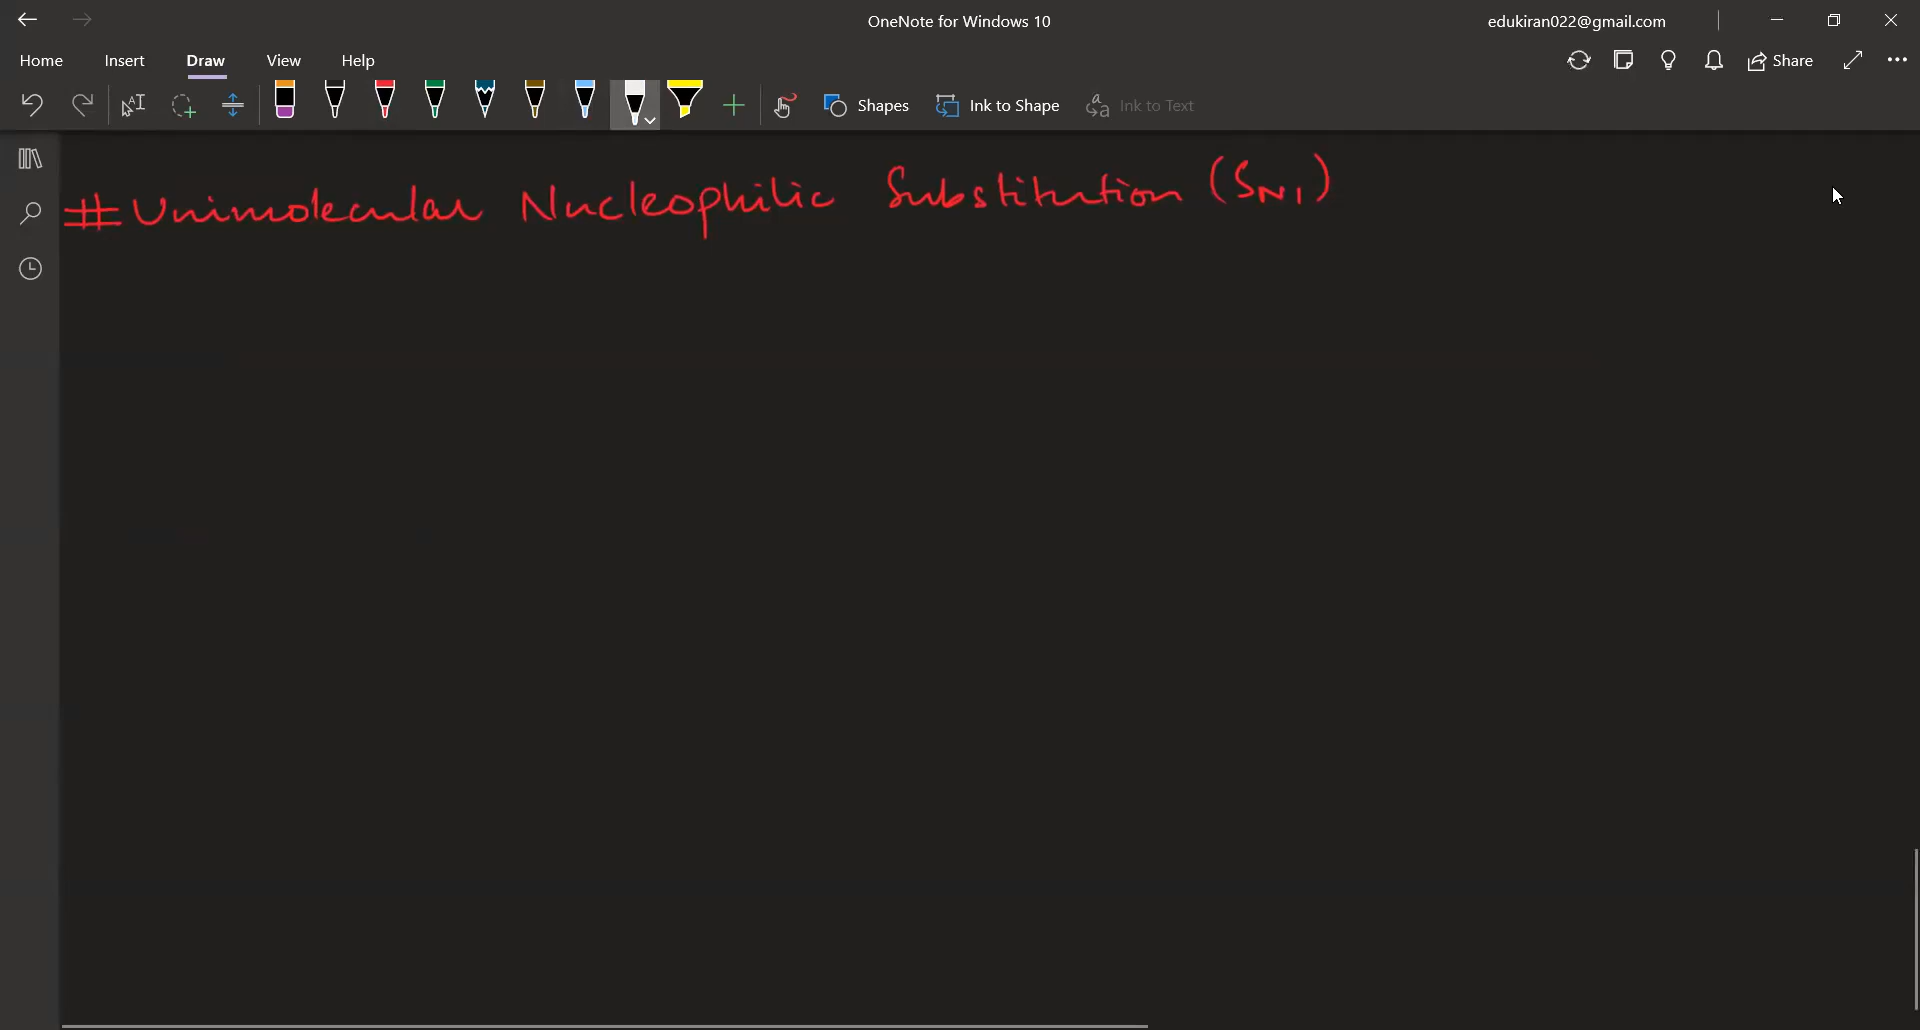 OneNote for Windows 10
edukiran022@gmail.com
Home Insert Draw View Help
Share
Shapes
Ink to Shape
Ink to Text
# Unimolecular Nucleophilic Substitution (SN1)